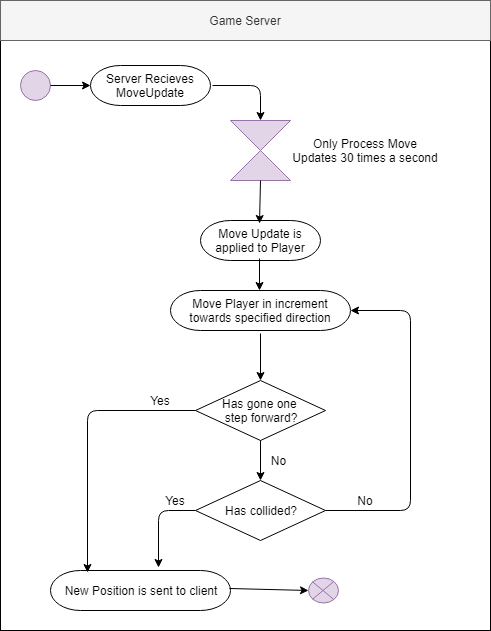 Game Server
Server Recieves
MoveUpdate
Only Process Move
Updates 30 times a second
Move Update is
applied to Player
Move Player in increment
towards specified direction
Yes
Has gone one
step forward?
No
Yes
Has collided?
No
New Position is sent to client